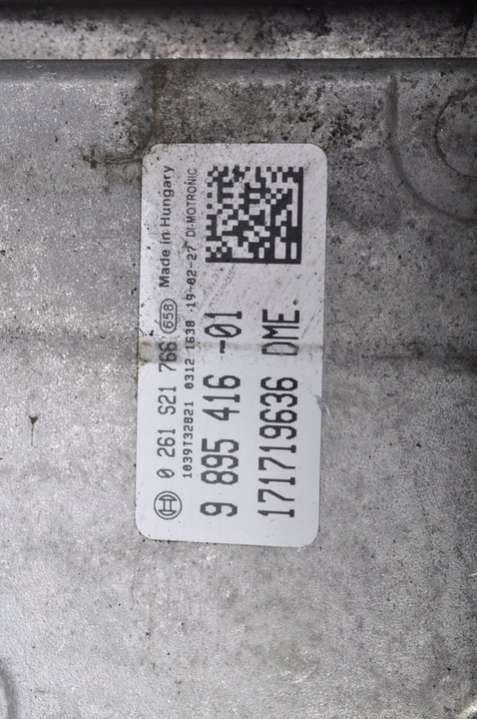 0 261 S21 766 658 Made in Hungary
1039T32821 0312 1638 19-02-27 DI-MOTRONIC
9 895 416 -01
171719636 DME